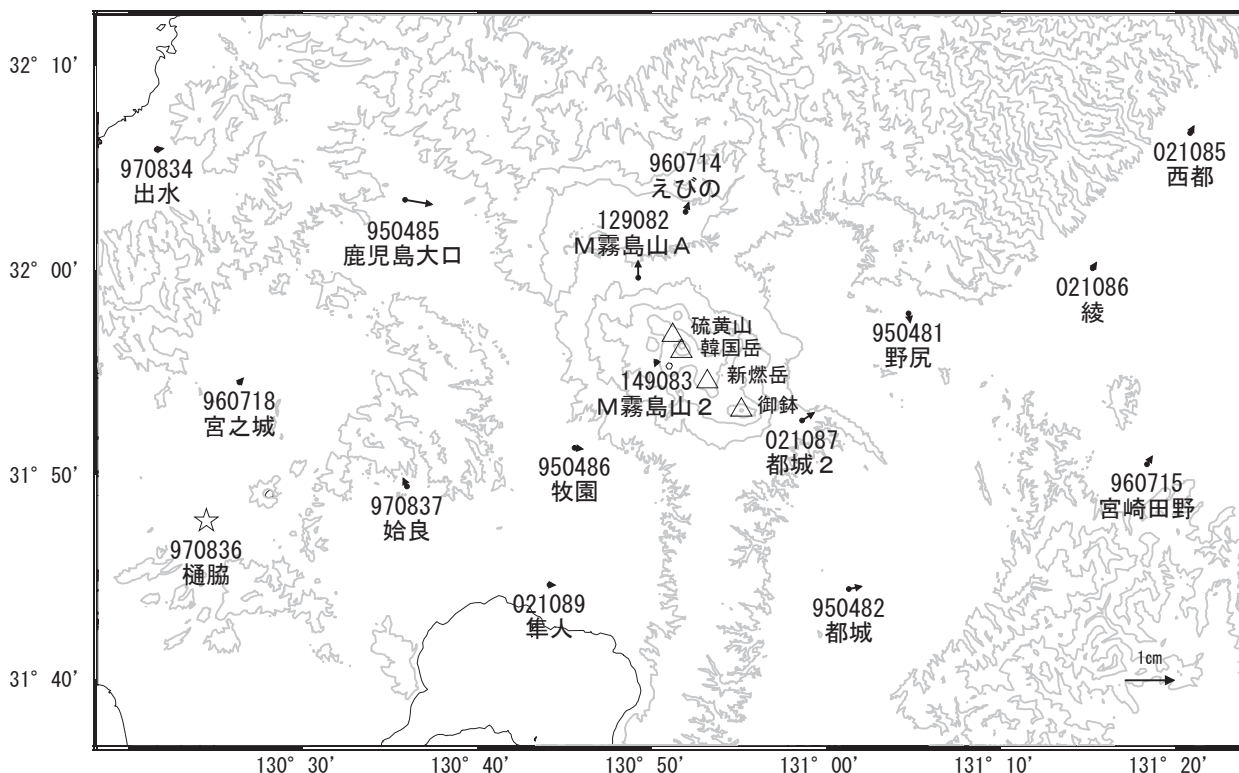 32° 10'
021085
西都
960714
えびの
970834
出水
129082
M霧島山A
950485
鹿児島大口
32° 00'
021086
綾
硫黄山
韓国岳
950481
野尻
149083
M霧島山2
新燃岳
御鉢
960718
宮之城
021087
都城2
31° 50'
950486
牧園
960715
宮崎田野
970837
姶良
970836
樋脇
021089
隼人
950482
都城
1cm
31° 40'
130° 30'
130° 40'
130° 50'
131° 00'
131° 10'
131° 20'